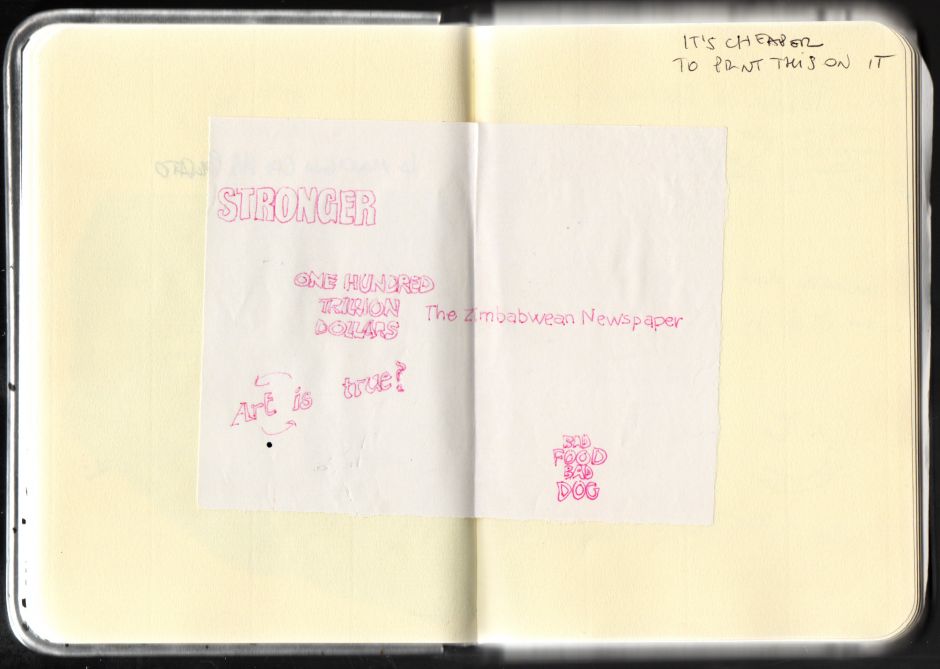 IT'S CHEAPER
TO PRINT THIS ON IT
STRONGER
ONE HUNDRED
TRILLION
DOLLARS
The Zimbabwean Newspaper
Art is true?
BAD
FOOD
BAD
DOG